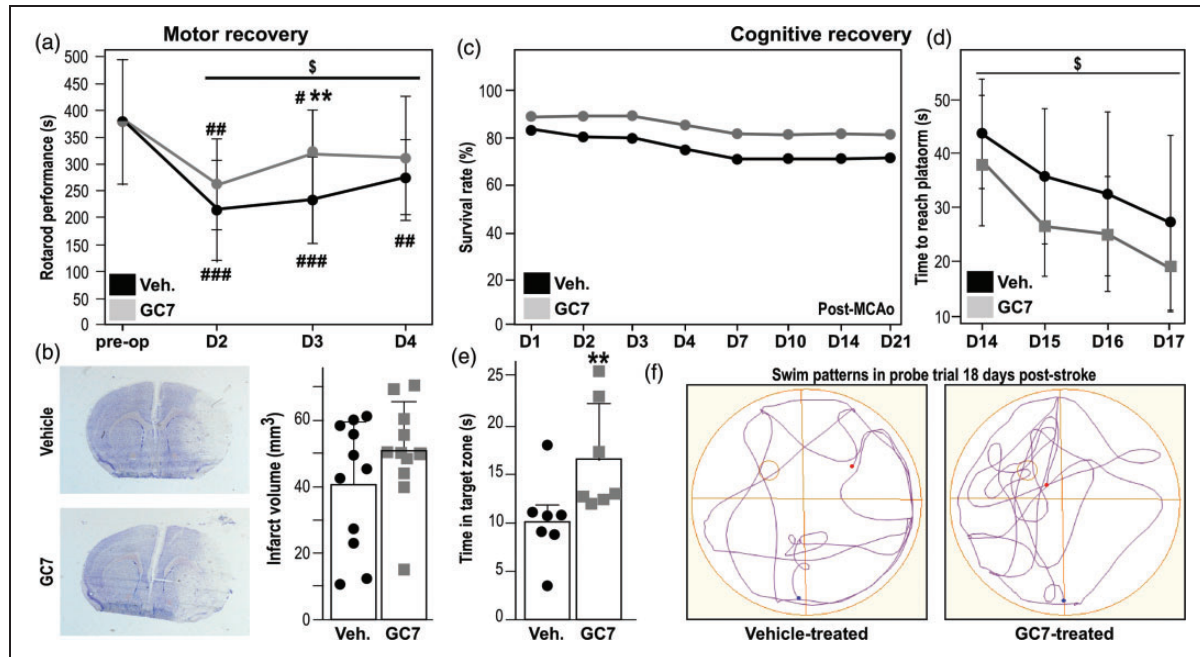 Motor recovery
Cognitive recovery
(a)
Rotarod performance (s)
500
450
400
350
300
250
200
150
100
50
0
$
##
# **
###
###
##
Veh.
GC7
pre-op
D2
D3
D4
(c)
Survival rate (%)
100
80
60
80
20
0
Veh.
GC7
Post-MCAo
D1
D2
D3
D4
D7
D10
D14
D21
(d)
Time to reach plataorm (s)
50
40
30
20
10
$
Veh.
GC7
D14
D15
D16
D17
(b)
Vehicle
GC7
Infarct volume (mm3)
60
40
20
0
Veh.
GC7
(e)
Time in target zone (s)
25
20
15
10
5
0
**
Veh.
GC7
(f)
Swim patterns in probe trial 18 days post-stroke
Vehicle-treated
GC7-treated